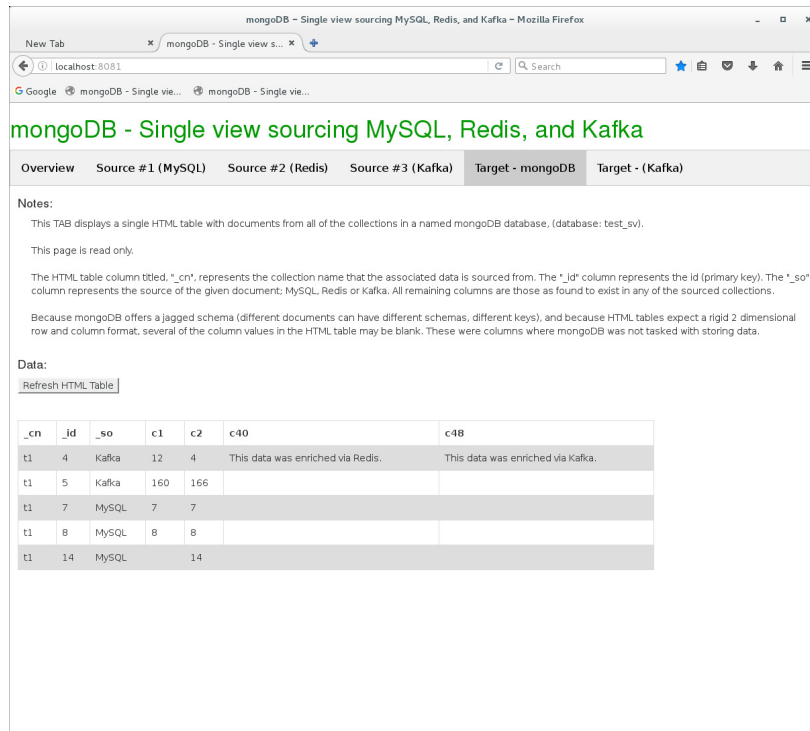 mongoDB – Single view sourcing MySQL, Redis, and Kafka – Mozilla Firefox
New Tab mongoDB - Single view s...
localhost:8081 Search
Google mongoDB - Single vie... mongoDB - Single vie...
mongoDB - Single view sourcing MySQL, Redis, and Kafka
Overview Source #1 (MySQL) Source #2 (Redis) Source #3 (Kafka) Target - mongoDB Target - (Kafka)
Notes:
This TAB displays a single HTML table with documents from all of the collections in a named mongoDB database, (database: test_sv).
This page is read only.
The HTML table column titled, "_cn", represents the collection name that the associated data is sourced from. The "_id" column represents the id (primary key). The "_so"
column represents the source of the given document; MySQL, Redis or Kafka. All remaining columns are those as found to exist in any of the sourced collections.
Because mongoDB offers a jagged schema (different documents can have different schemas, different keys), and because HTML tables expect a rigid 2 dimensional
row and column format, several of the column values in the HTML table may be blank. These were columns where mongoDB was not tasked with storing data.
Data:
Refresh HTML Table
_cn _id _so c1 c2 c40 c48
t1 4 Kafka 12 4 This data was enriched via Redis. This data was enriched via Kafka.
t1 5 Kafka 160 166
t1 7 MySQL 7 7
t1 8 MySQL 8 8
t1 14 MySQL 14